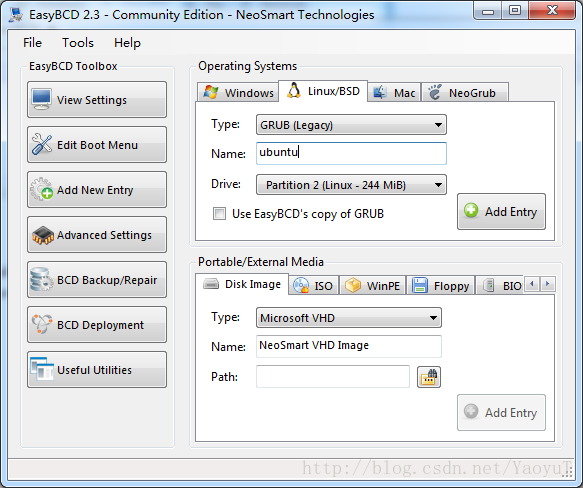 EasyBCD 2.3 - Community Edition - NeoSmart Technologies
File Tools Help
EasyBCD Toolbox
View Settings
Edit Boot Menu
Add New Entry
Advanced Settings
BCD Backup/Repair
BCD Deployment
Useful Utilities
Operating Systems
Windows Linux/BSD Mac NeoGrub
Type: GRUB (Legacy)
Name: ubuntu
Drive: Partition 2 (Linux - 244 MiB)
Use EasyBCD's copy of GRUB
Add Entry
Portable/External Media
Disk Image ISO WinPE Floppy BIO
Type: Microsoft VHD
Name: NeoSmart VHD Image
Path:
Add Entry
http://blog.csdn.net/YaoyuT